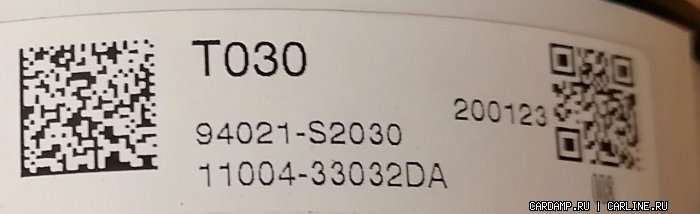 T030
94021-S2030
200123
11004-33032DA
CARDAMP.RU | CARLINE.RU